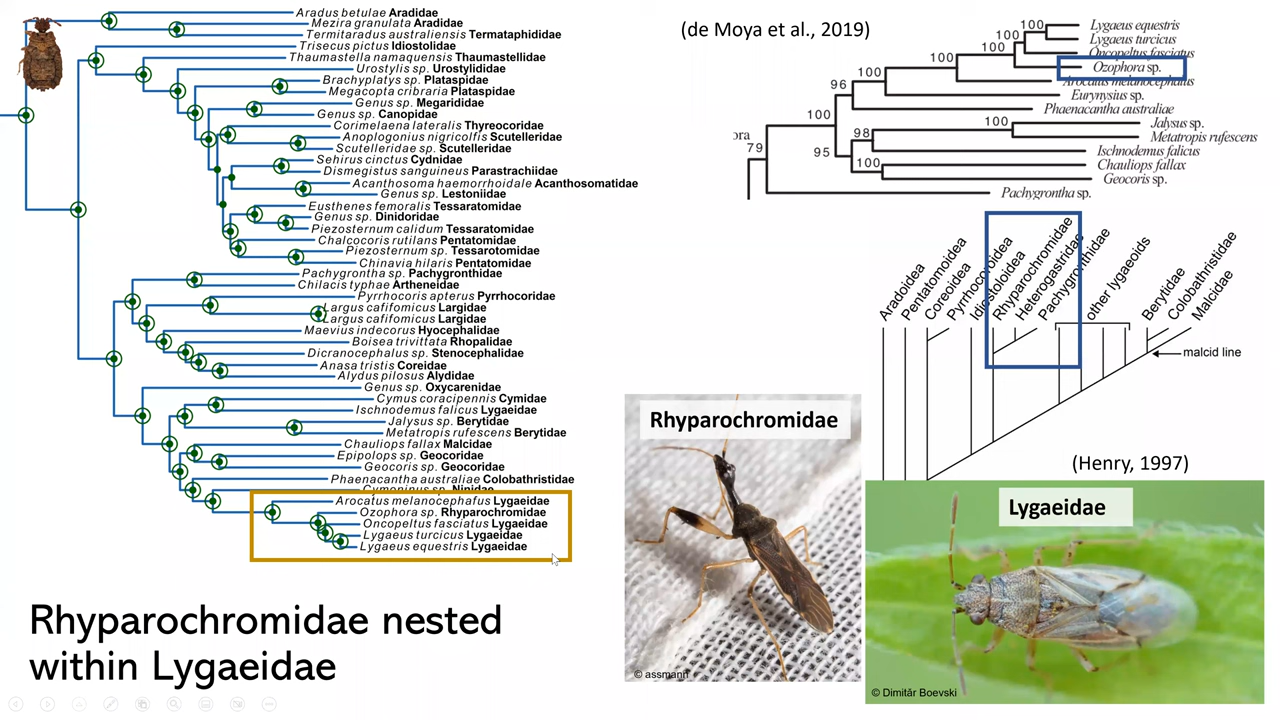 Aradus betulae Aradidae
Mezira granulata Aradidae
Termitaradus australiensis Termataphididae
Trisecus pictus Idiostolidae
Thaumastella namaquensis Thaumastellidae
Urostylis sp. Urostylididae
Brachyplatys sp. Plataspidae
Megacopta cribraria Plataspidae
Genus sp. Megarididae
Genus sp. Canopidae
Corimelaena lateralis Thyreocoridae
Anoplogonius nigricollis Scutelleridae
Scutelleridae sp. Scutelleridae
Sehirus cinctus Cydnidae
Dismegistus sanguineus Parastrachiidae
Acanthosoma haemorrhoidale Acanthosomatidae
Genus sp. Lestoniidae
Eusthenes femoralis Tessaratomidae
Genus sp. Dinidoridae
Piezosternum calidum Tessaratomidae
Chalcocoris rutilans Pentatomidae
Piezosternum sp. Tessarotomidae
Chinavia hilaris Pentatomidae
Pachygrontha sp. Pachygronthidae
Chilacis typhae Artheneidae
Pyrrhocoris apterus Pyrrhocoridae
Largus califomicus Largidae
Largus califomicus Largidae
Maevius indecorus Hyocephalidae
Boisea trivittata Rhopalidae
Dicranocephalus sp. Stenocephalidae
Anasa tristis Coreidae
Alydus pilosus Alydidae
Genus sp. Oxycarenidae
Cymus coracipennis Cymidae
Ischnodemus falicus Lygaeidae
Jalysus sp. Berytidae
Metatropis rufescens Berytidae
Chauliops fallax Malcidae
Epipolops sp. Geocoridae
Geocoris sp. Geocoridae
Phaenacantha australiae Colobathristidae
Cymoninus sp. Ninidae
Arocatus melanocephafus Lygaeidae
Ozophora sp. Rhyparochromidae
Oncopeltus fasciatus Lygaeidae
Lygaeus turcicus Lygaeidae
Lygaeus equestris Lygaeidae
Rhyparochromidae nested
within Lygaeidae
(de Moya et al., 2019)
100 Lygaeus equestris
100 Lygaeus turcicus
100 Oncopeltus fasciatus
Ozophora sp.
100 Arocatus melanocephalus
96 Eurynysius sp.
100 Phaenacantha australiae
100 Jalysus sp.
98 Metatropis rufescens
95 Ischnodemus falicus
100 Chauliops fallax
Geocoris sp.
ora
79 Pachygrontha sp.
Aradoidea
Pentatomoidea
Coreoidea
Pyrrhocoroidea
Idiostoloidea
Rhyparochromidae
Heterogastridae
Pachygronthidae
other lygaeoids
Berytidae
Colobathristidae
Malcidae
malcid line
(Henry, 1997)
Rhyparochromidae
© assmann
Lygaeidae
© Dimităr Boevski